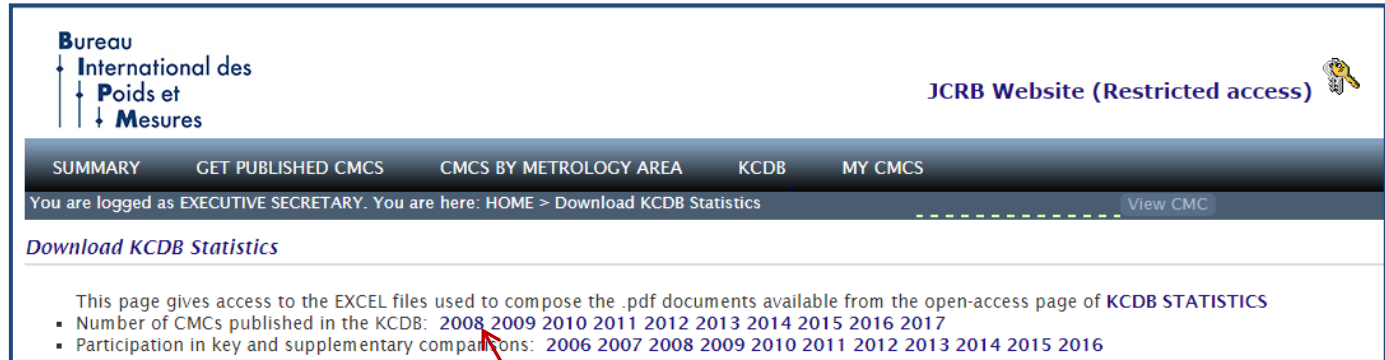 Bureau
International des
Poids et
Mesures
JCRB Website (Restricted access)
SUMMARY GET PUBLISHED CMCS CMCS BY METROLOGY AREA KCDB MY CMCS
You are logged as EXECUTIVE SECRETARY. You are here: HOME > Download KCDB Statistics View CMC
Download KCDB Statistics
This page gives access to the EXCEL files used to compose the .pdf documents available from the open-access page of KCDB STATISTICS
▪ Number of CMCs published in the KCDB: 2008 2009 2010 2011 2012 2013 2014 2015 2016 2017
▪ Participation in key and supplementary comparisons: 2006 2007 2008 2009 2010 2011 2012 2013 2014 2015 2016